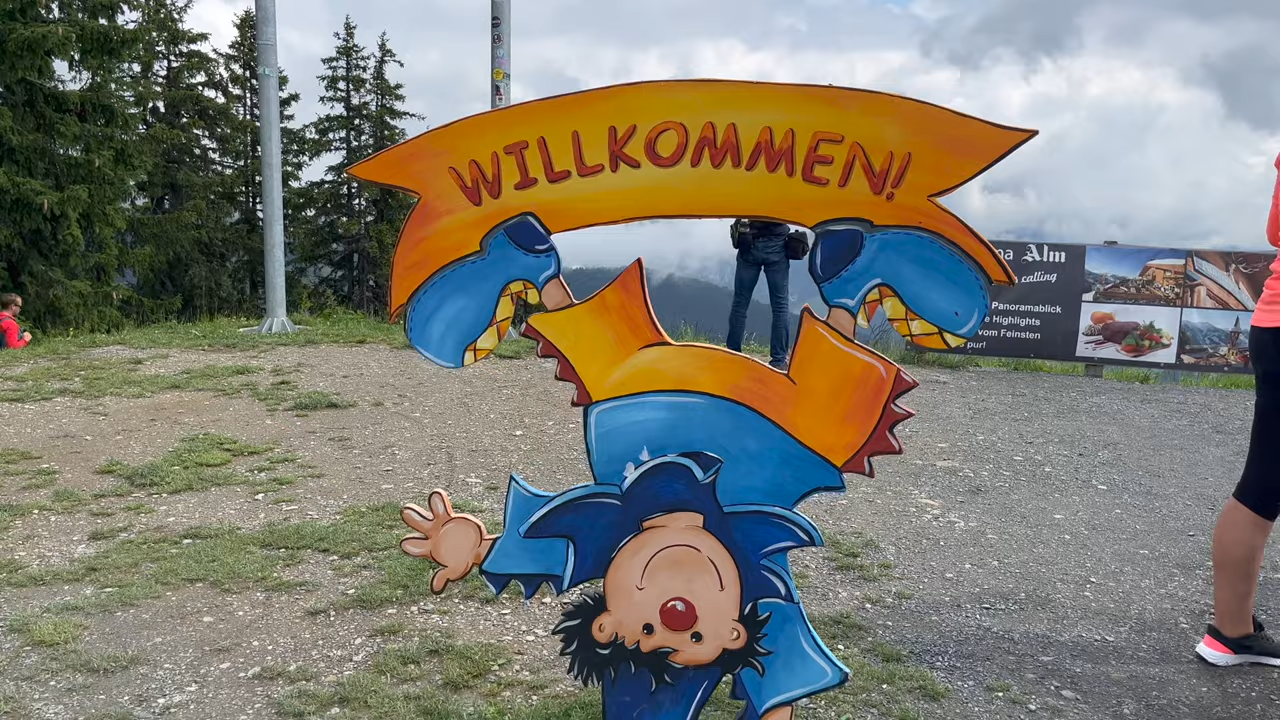 WILLKOMMEN!
Alm
calling
Panoramablick
Highlights
vom Feinsten
pur!